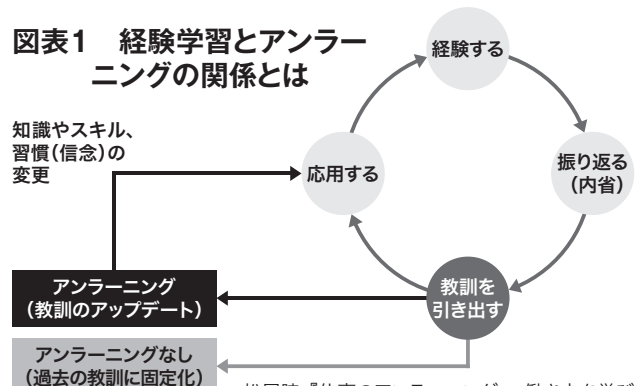 図表1 経験学習とアンラー
ニングの関係とは
知識やスキル、
習慣(信念)の
変更
経験する
振り返る
(内省)
教訓を
引き出す
応用する
アンラーニング
(教訓のアップデート)
アンラーニングなし
(過去の教訓に固定化)